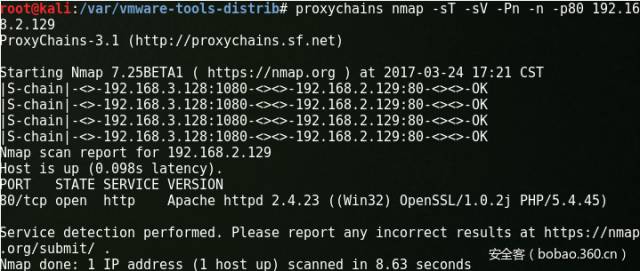 root@kali:/var/vmware-tools-distrib# proxychains nmap -sT -sV -Pn -n -p80 192.16
8.2.129
ProxyChains-3.1 (http://proxychains.sf.net)
Starting Nmap 7.25BETA1 ( https://nmap.org ) at 2017-03-24 17:21 CST
|S-chain|-<>-192.168.3.128:1080-<><>-192.168.2.129:80-<><>-OK
|S-chain|-<>-192.168.3.128:1080-<><>-192.168.2.129:80-<><>-OK
|S-chain|-<>-192.168.3.128:1080-<><>-192.168.2.129:80-<><>-OK
|S-chain|-<>-192.168.3.128:1080-<><>-192.168.2.129:80-<><>-OK
Nmap scan report for 192.168.2.129
Host is up (0.098s latency).
PORT   STATE SERVICE VERSION
80/tcp open  http    Apache httpd 2.4.23 ((Win32) OpenSSL/1.0.2j PHP/5.4.45)
Service detection performed. Please report any incorrect results at https://nmap
.org/submit/ .
Nmap done: 1 IP address (1 host up) scanned in 8.63 seconds
安全客（bobao.360.cn）